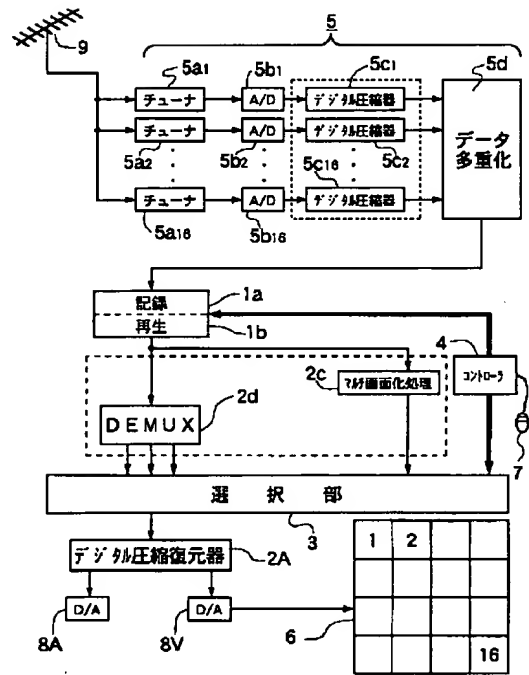 5
9
5a1
5b1
5c1
5d
チューナ
A/D
デジタル圧縮器
チューナ
A/D
デジタル圧縮器
データ
多重化
5a2
5b2
5c16
5c2
チューナ
A/D
デジタル圧縮器
5a16
5b16
記録
1a
再生
1b
4
2c
コントローラ
マルチ画面化処理
2d
DEMUX
7
選択部
3
1
2
デジタル圧縮復元器
2A
D/A
D/A
8A
8V
6
16